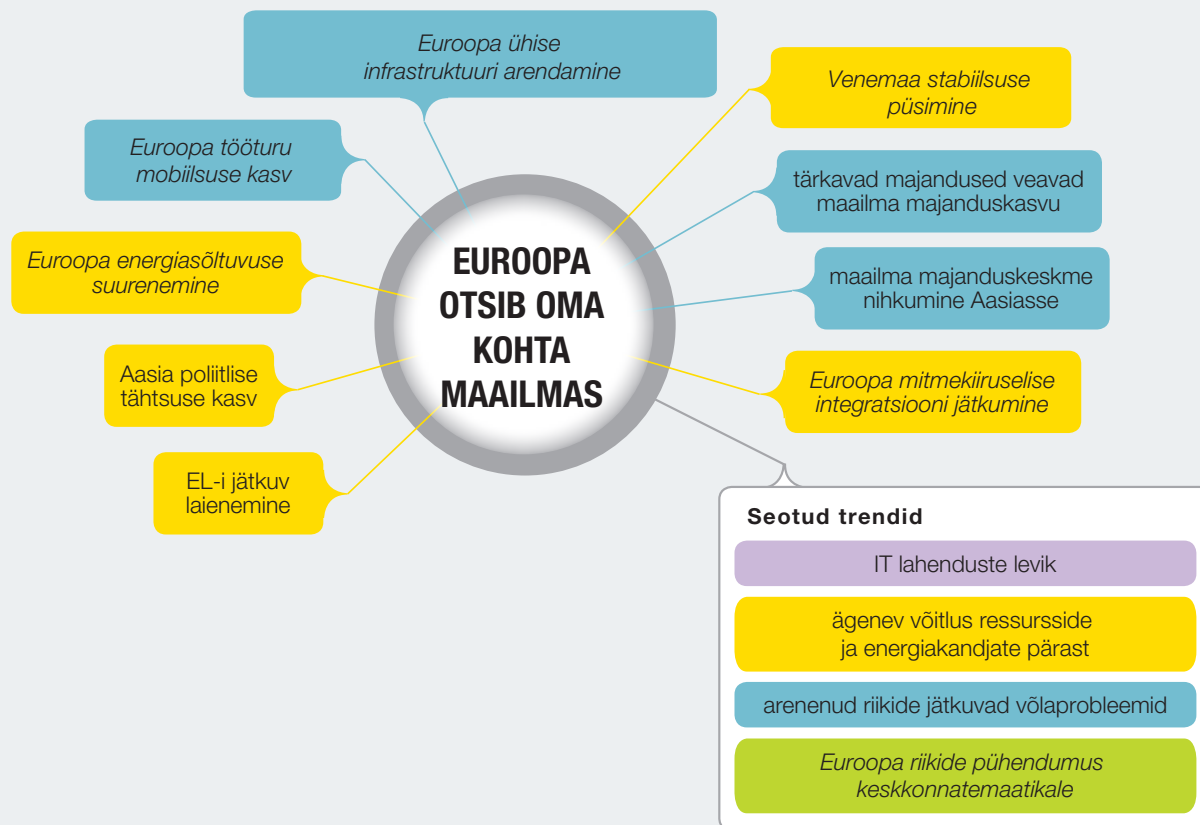 Euroopa ühise
infrastruktuuri arendamine
Venemaa stabiilsuse
püsimine
Euroopa tööturu
mobiilsuse kasv
tärkavad majandused veavad
maailma majanduskasvu
Euroopa energiasõltuvuse
suurenemine
EUROOPA
OTSIB OMA
KOHTA
MAAILMAS
maailma majanduskeskme
nihkumine Aasiasse
Aasia poliitlise
tähtsuse kasv
Euroopa mitmekiiruselise
integratsiooni jätkumine
EL-i jätkuv
laienemine
Seotud trendid
IT lahenduste levik
ägenev võitlus ressursside
ja energiakandjate pärast
arenenud riikide jätkuvad võlaprobleemid
Euroopa riikide pühendumus
keskkonnatemaatikale